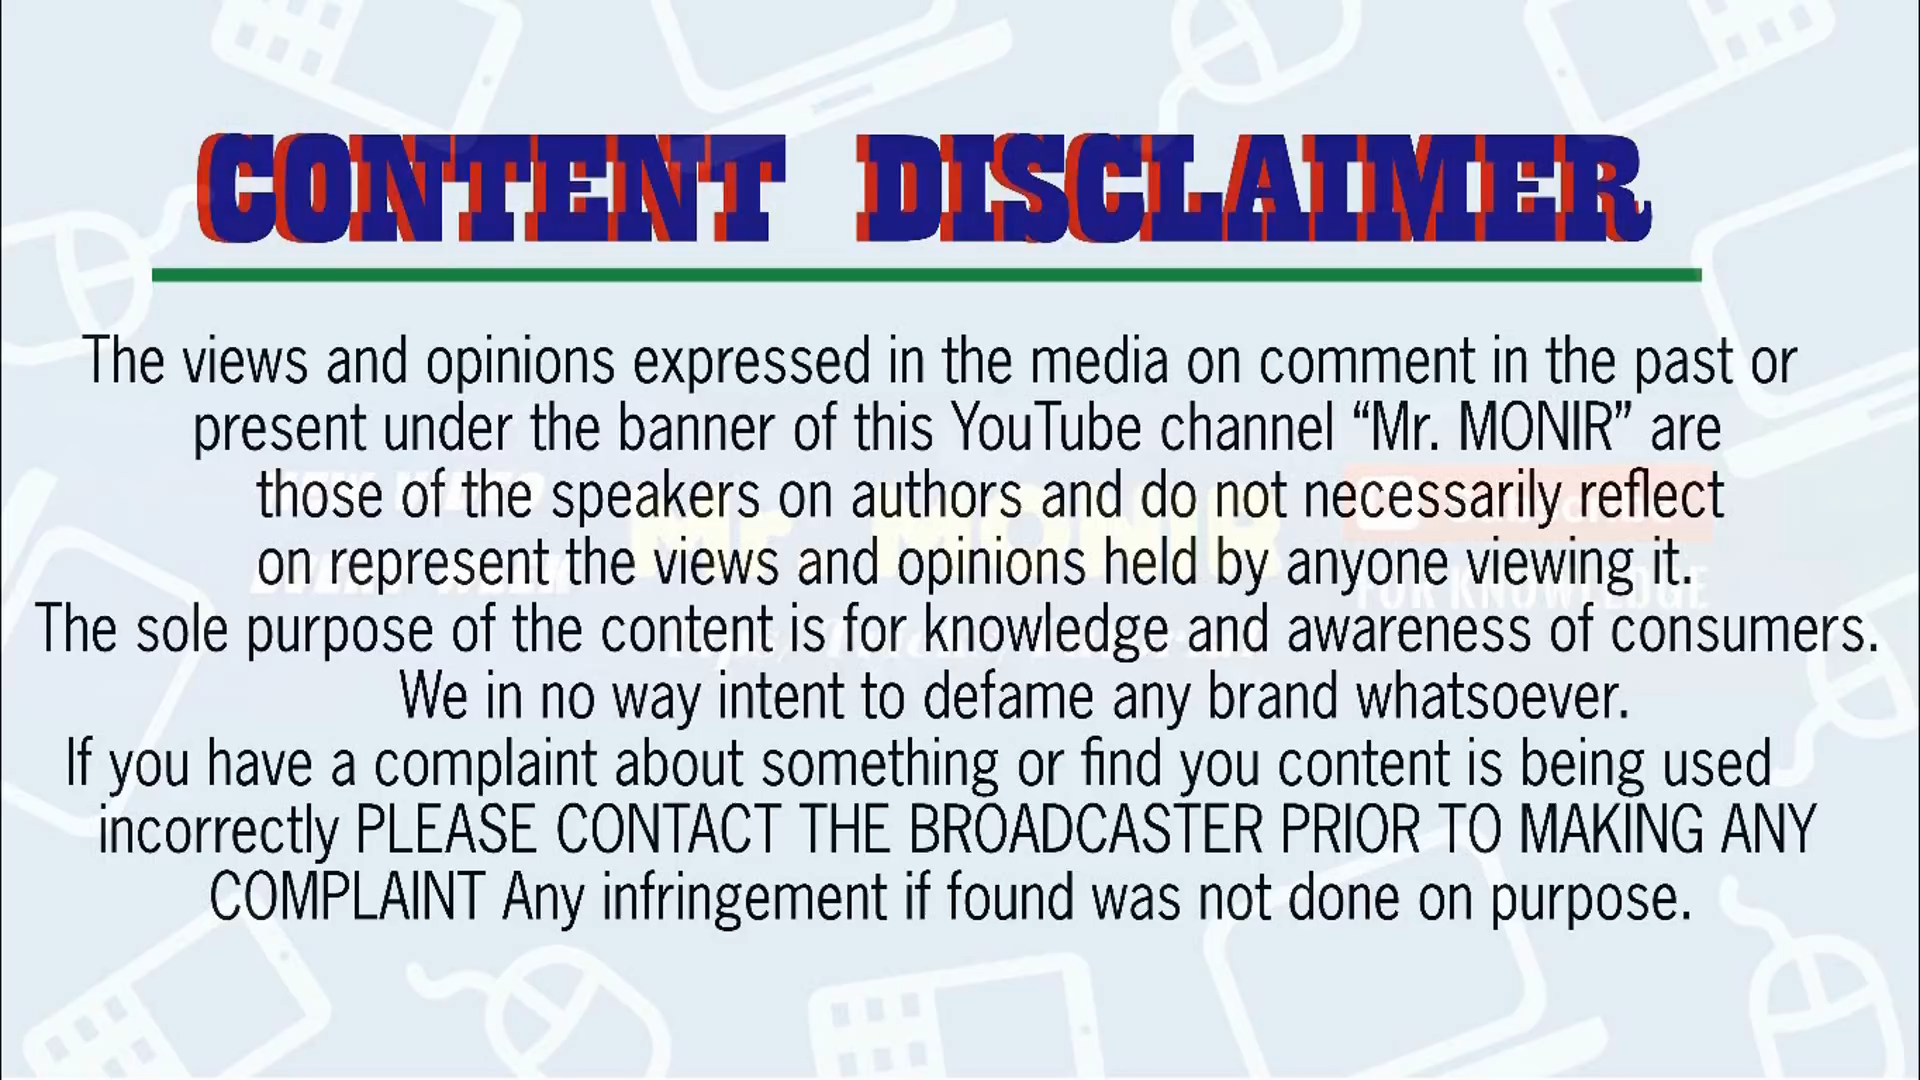 CONTENT DISCLAIMER
The views and opinions expressed in the media on comment in the past or
present under the banner of this YouTube channel “Mr. MONIR” are
those of the speakers on authors and do not necessarily reflect
on represent the views and opinions held by anyone viewing it.
The sole purpose of the content is for knowledge and awareness of consumers.
We in no way intent to defame any brand whatsoever.
If you have a complaint about something or find you content is being used
incorrectly PLEASE CONTACT THE BROADCASTER PRIOR TO MAKING ANY
COMPLAINT Any infringement if found was not done on purpose.
Mr MONIR
FOR KNOWLEDGE